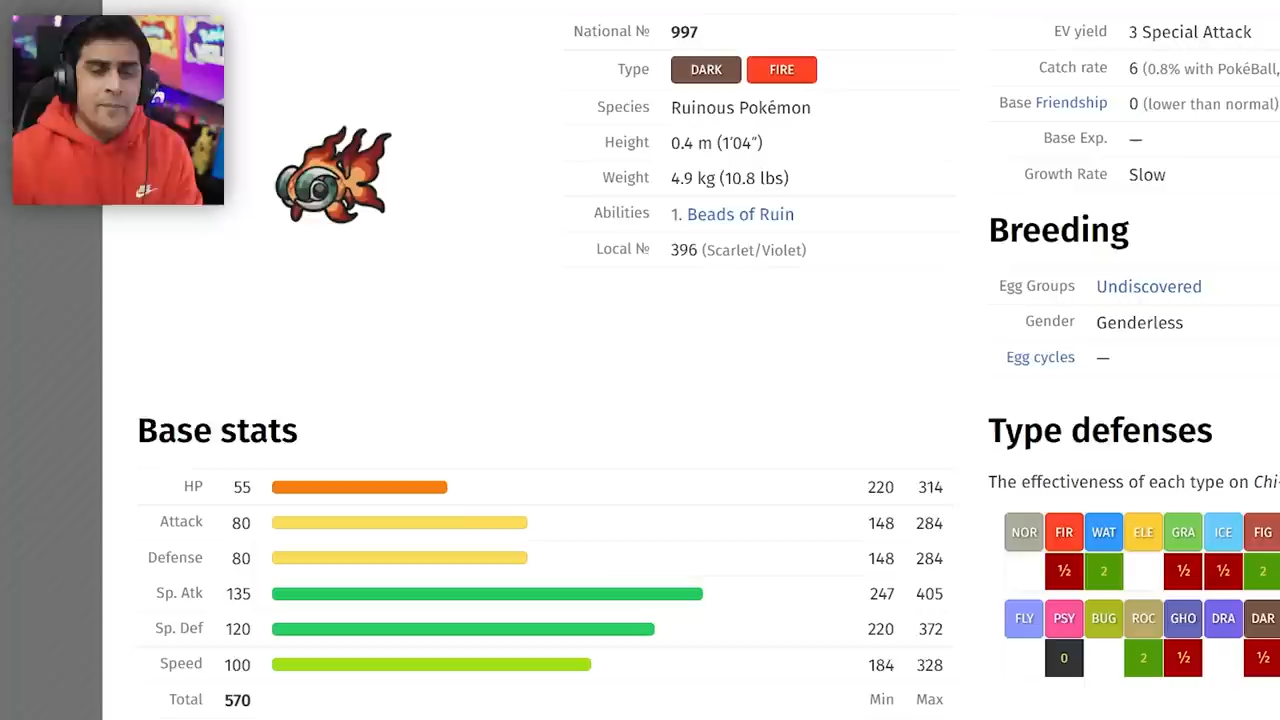 National № 997
Type DARK FIRE
Species Ruinous Pokémon
Height 0.4 m (1'04″)
Weight 4.9 kg (10.8 lbs)
Abilities 1. Beads of Ruin
Local № 396 (Scarlet/Violet)
EV yield 3 Special Attack
Catch rate 6 (0.8% with PokéBall,
Base Friendship 0 (lower than normal)
Base Exp. —
Growth Rate Slow
Breeding
Egg Groups Undiscovered
Gender Genderless
Egg cycles —
Base stats
HP 55 220 314
Attack 80 148 284
Defense 80 148 284
Sp. Atk 135 247 405
Sp. Def 120 220 372
Speed 100 184 328
Total 570 Min Max
Type defenses
The effectiveness of each type on Chi-
NOR FIR WAT ELE GRA ICE FIG
½ 2 ½ ½ 2
FLY PSY BUG ROC GHO DRA DAR
0 2 ½ ½